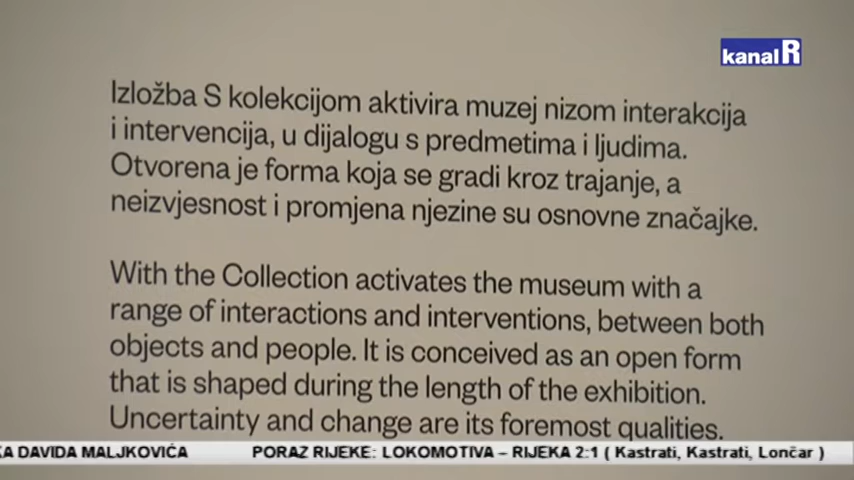 kanal R
Izložba S kolekcijom aktivira muzej nizom interakcija
i intervencija, u dijalogu s predmetima i ljudima.
Otvorena je forma koja se gradi kroz trajanje, a
neizvjesnost i promjena njezine su osnovne značajke.
With the Collection activates the museum with a
range of interactions and interventions, between both
objects and people. It is conceived as an open form
that is shaped during the length of the exhibition.
Uncertainty and change are its foremost qualities.
DAVIDA MALJKOVIĆA PORAZ RIJEKE: LOKOMOTIVA – RIJEKA 2:1 ( Kastrati, Kastrati, Lončar )